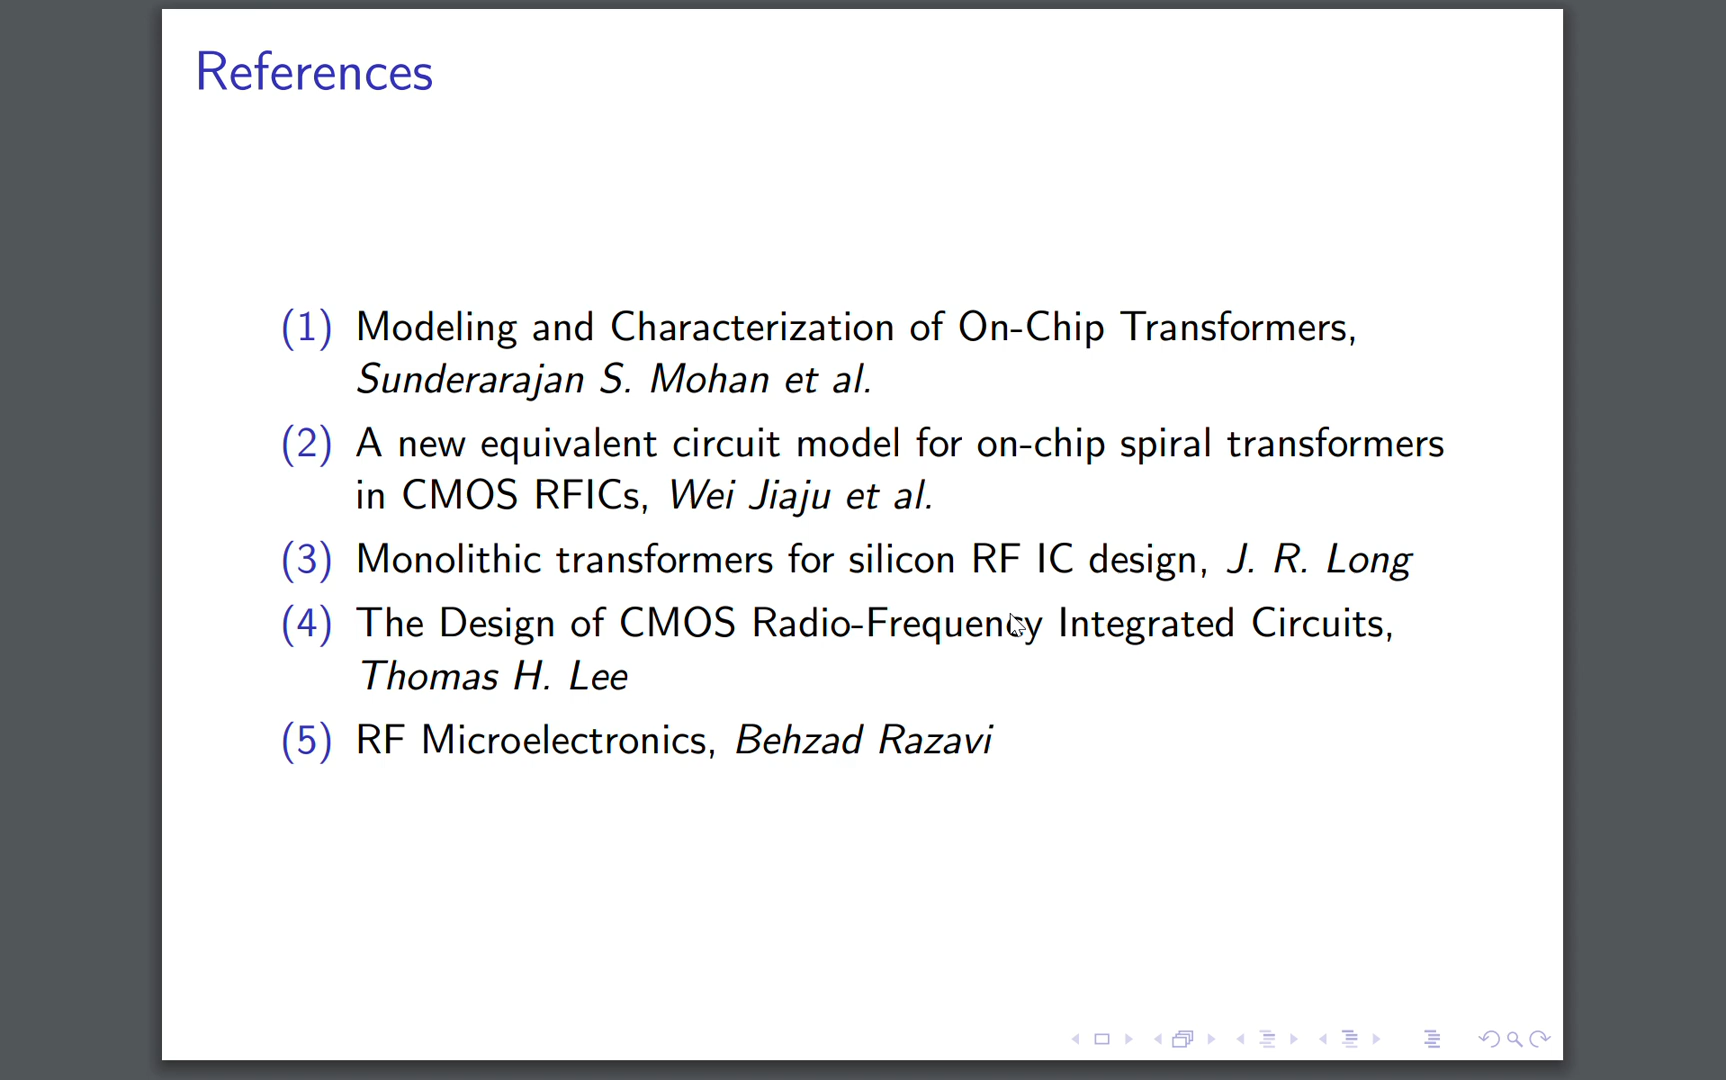 References
(1) Modeling and Characterization of On-Chip Transformers,
Sunderarajan S. Mohan et al.
(2) A new equivalent circuit model for on-chip spiral transformers
in CMOS RFICs, Wei Jiaju et al.
(3) Monolithic transformers for silicon RF IC design, J. R. Long
(4) The Design of CMOS Radio-Frequency Integrated Circuits,
Thomas H. Lee
(5) RF Microelectronics, Behzad Razavi